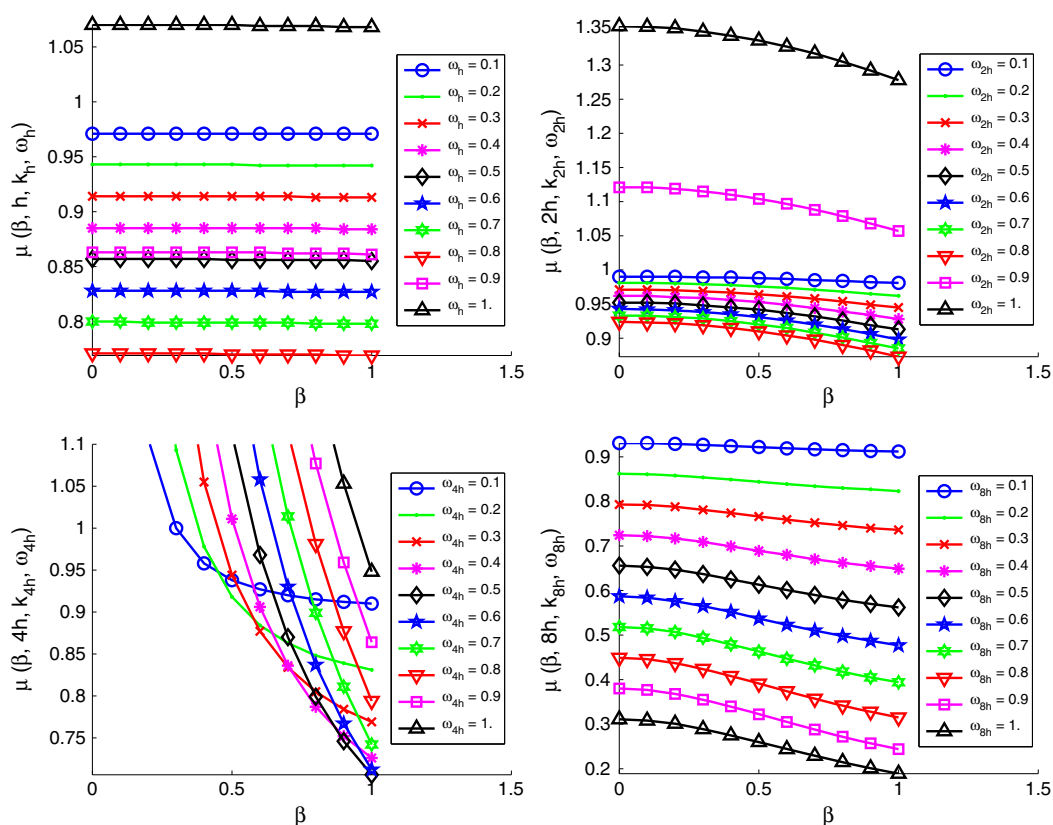 1.05
1
0.95
0.9
0.85
0.8
0
0.5
1
1.5
β
μ (β, h, k_h, ω_h)
ω_h = 0.1
ω_h = 0.2
ω_h = 0.3
ω_h = 0.4
ω_h = 0.5
ω_h = 0.6
ω_h = 0.7
ω_h = 0.8
ω_h = 0.9
ω_h = 1.
1.35
1.3
1.25
1.2
1.15
1.1
1.05
1
0.95
0.9
0
0.5
1
1.5
β
μ (β, 2h, k_2h, ω_2h)
ω_2h = 0.1
ω_2h = 0.2
ω_2h = 0.3
ω_2h = 0.4
ω_2h = 0.5
ω_2h = 0.6
ω_2h = 0.7
ω_2h = 0.8
ω_2h = 0.9
ω_2h = 1.
1.1
1.05
1
0.95
0.9
0.85
0.8
0.75
0
0.5
1
1.5
β
μ (β, 4h, k_4h, ω_4h)
ω_4h = 0.1
ω_4h = 0.2
ω_4h = 0.3
ω_4h = 0.4
ω_4h = 0.5
ω_4h = 0.6
ω_4h = 0.7
ω_4h = 0.8
ω_4h = 0.9
ω_4h = 1.
0.9
0.8
0.7
0.6
0.5
0.4
0.3
0.2
0
0.5
1
1.5
β
μ (β, 8h, k_8h, ω_8h)
ω_8h = 0.1
ω_8h = 0.2
ω_8h = 0.3
ω_8h = 0.4
ω_8h = 0.5
ω_8h = 0.6
ω_8h = 0.7
ω_8h = 0.8
ω_8h = 0.9
ω_8h = 1.